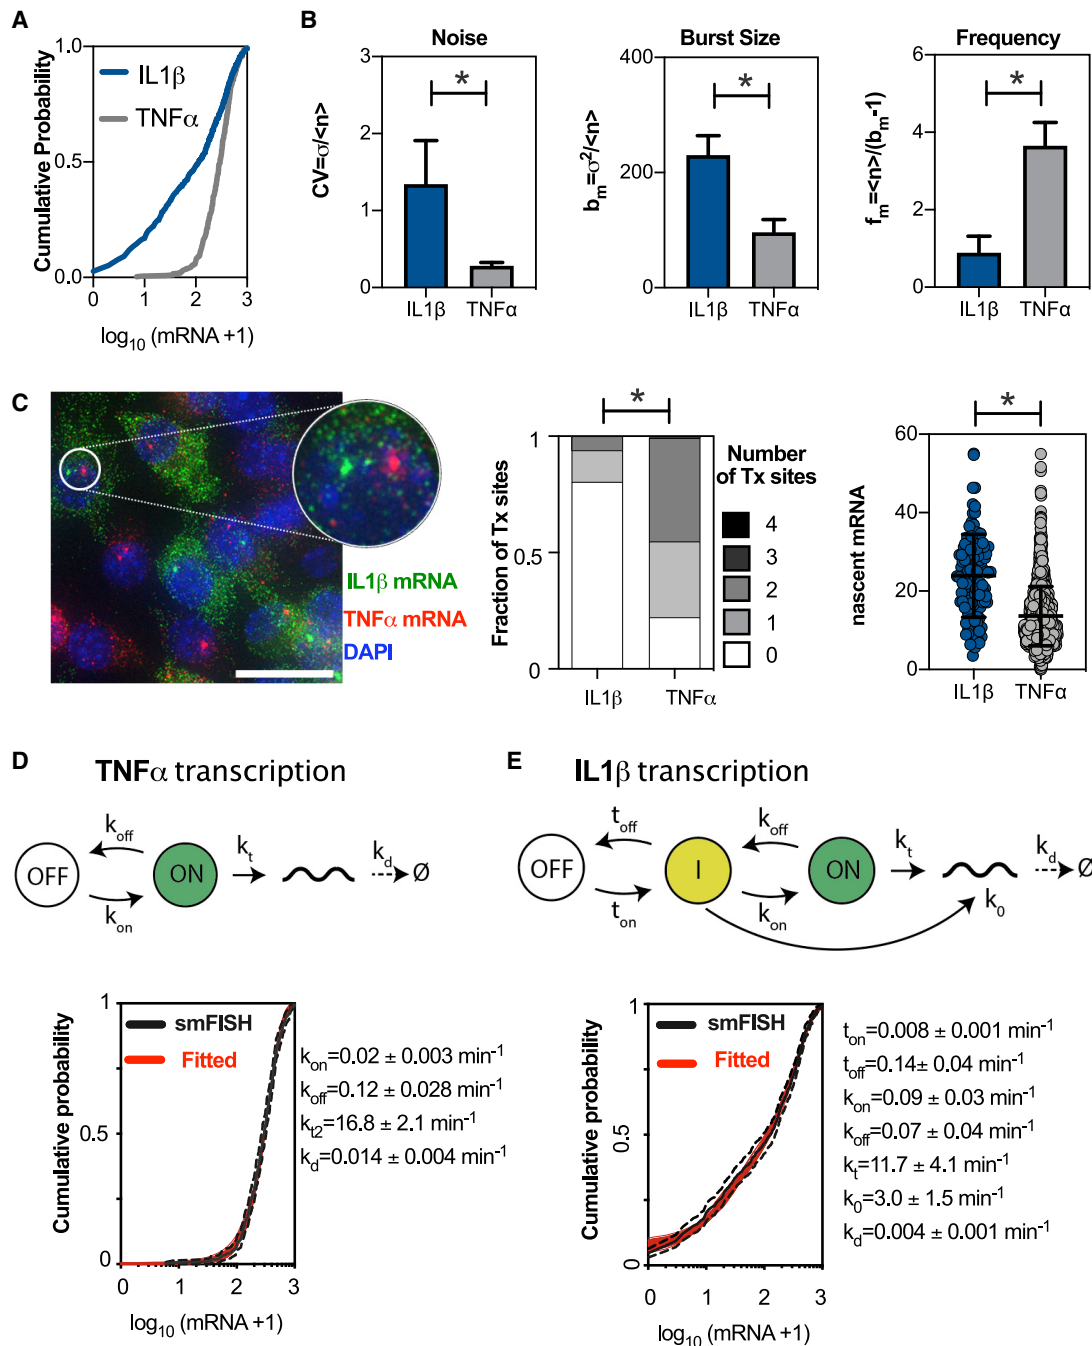 A
1.0
0.5
0.0
Cumulative Probability
IL1β
TNFα
0 1 2 3
log10 (mRNA +1)
B
Noise
3
2
1
0
CV=σ/<n>
*
IL1β TNFα
Burst Size
400
200
0
bm=σ²/<n>
*
IL1β TNFα
Frequency
6
4
2
0
fm=<n>/(bm-1)
*
IL1β TNFα
C
IL1β mRNA
TNFα mRNA
DAPI
*
1
0.5
0
Fraction of Tx sites
IL1β TNFα
Number
of Tx sites
4
3
2
1
0
*
60
40
20
0
nascent mRNA
IL1β TNFα
D
TNFα transcription
OFF
koff
kon
ON
kt
kd
Ø
1
0.5
0
Cumulative probability
smFISH
Fitted
0 1 2 3
log10 (mRNA +1)
kon=0.02 ± 0.003 min-1
koff=0.12 ± 0.028 min-1
kt2=16.8 ± 2.1 min-1
kd=0.014 ± 0.004 min-1
E
IL1β transcription
OFF
toff
ton
I
koff
kon
ON
kt
k0
kd
Ø
1
0.5
0
Cumulative probability
smFISH
Fitted
0 1 2 3
log10 (mRNA +1)
ton=0.008 ± 0.001 min-1
toff=0.14± 0.04 min-1
kon=0.09 ± 0.03 min-1
koff=0.07 ± 0.04 min-1
kt=11.7 ± 4.1 min-1
k0=3.0 ± 1.5 min-1
kd=0.004 ± 0.001 min-1